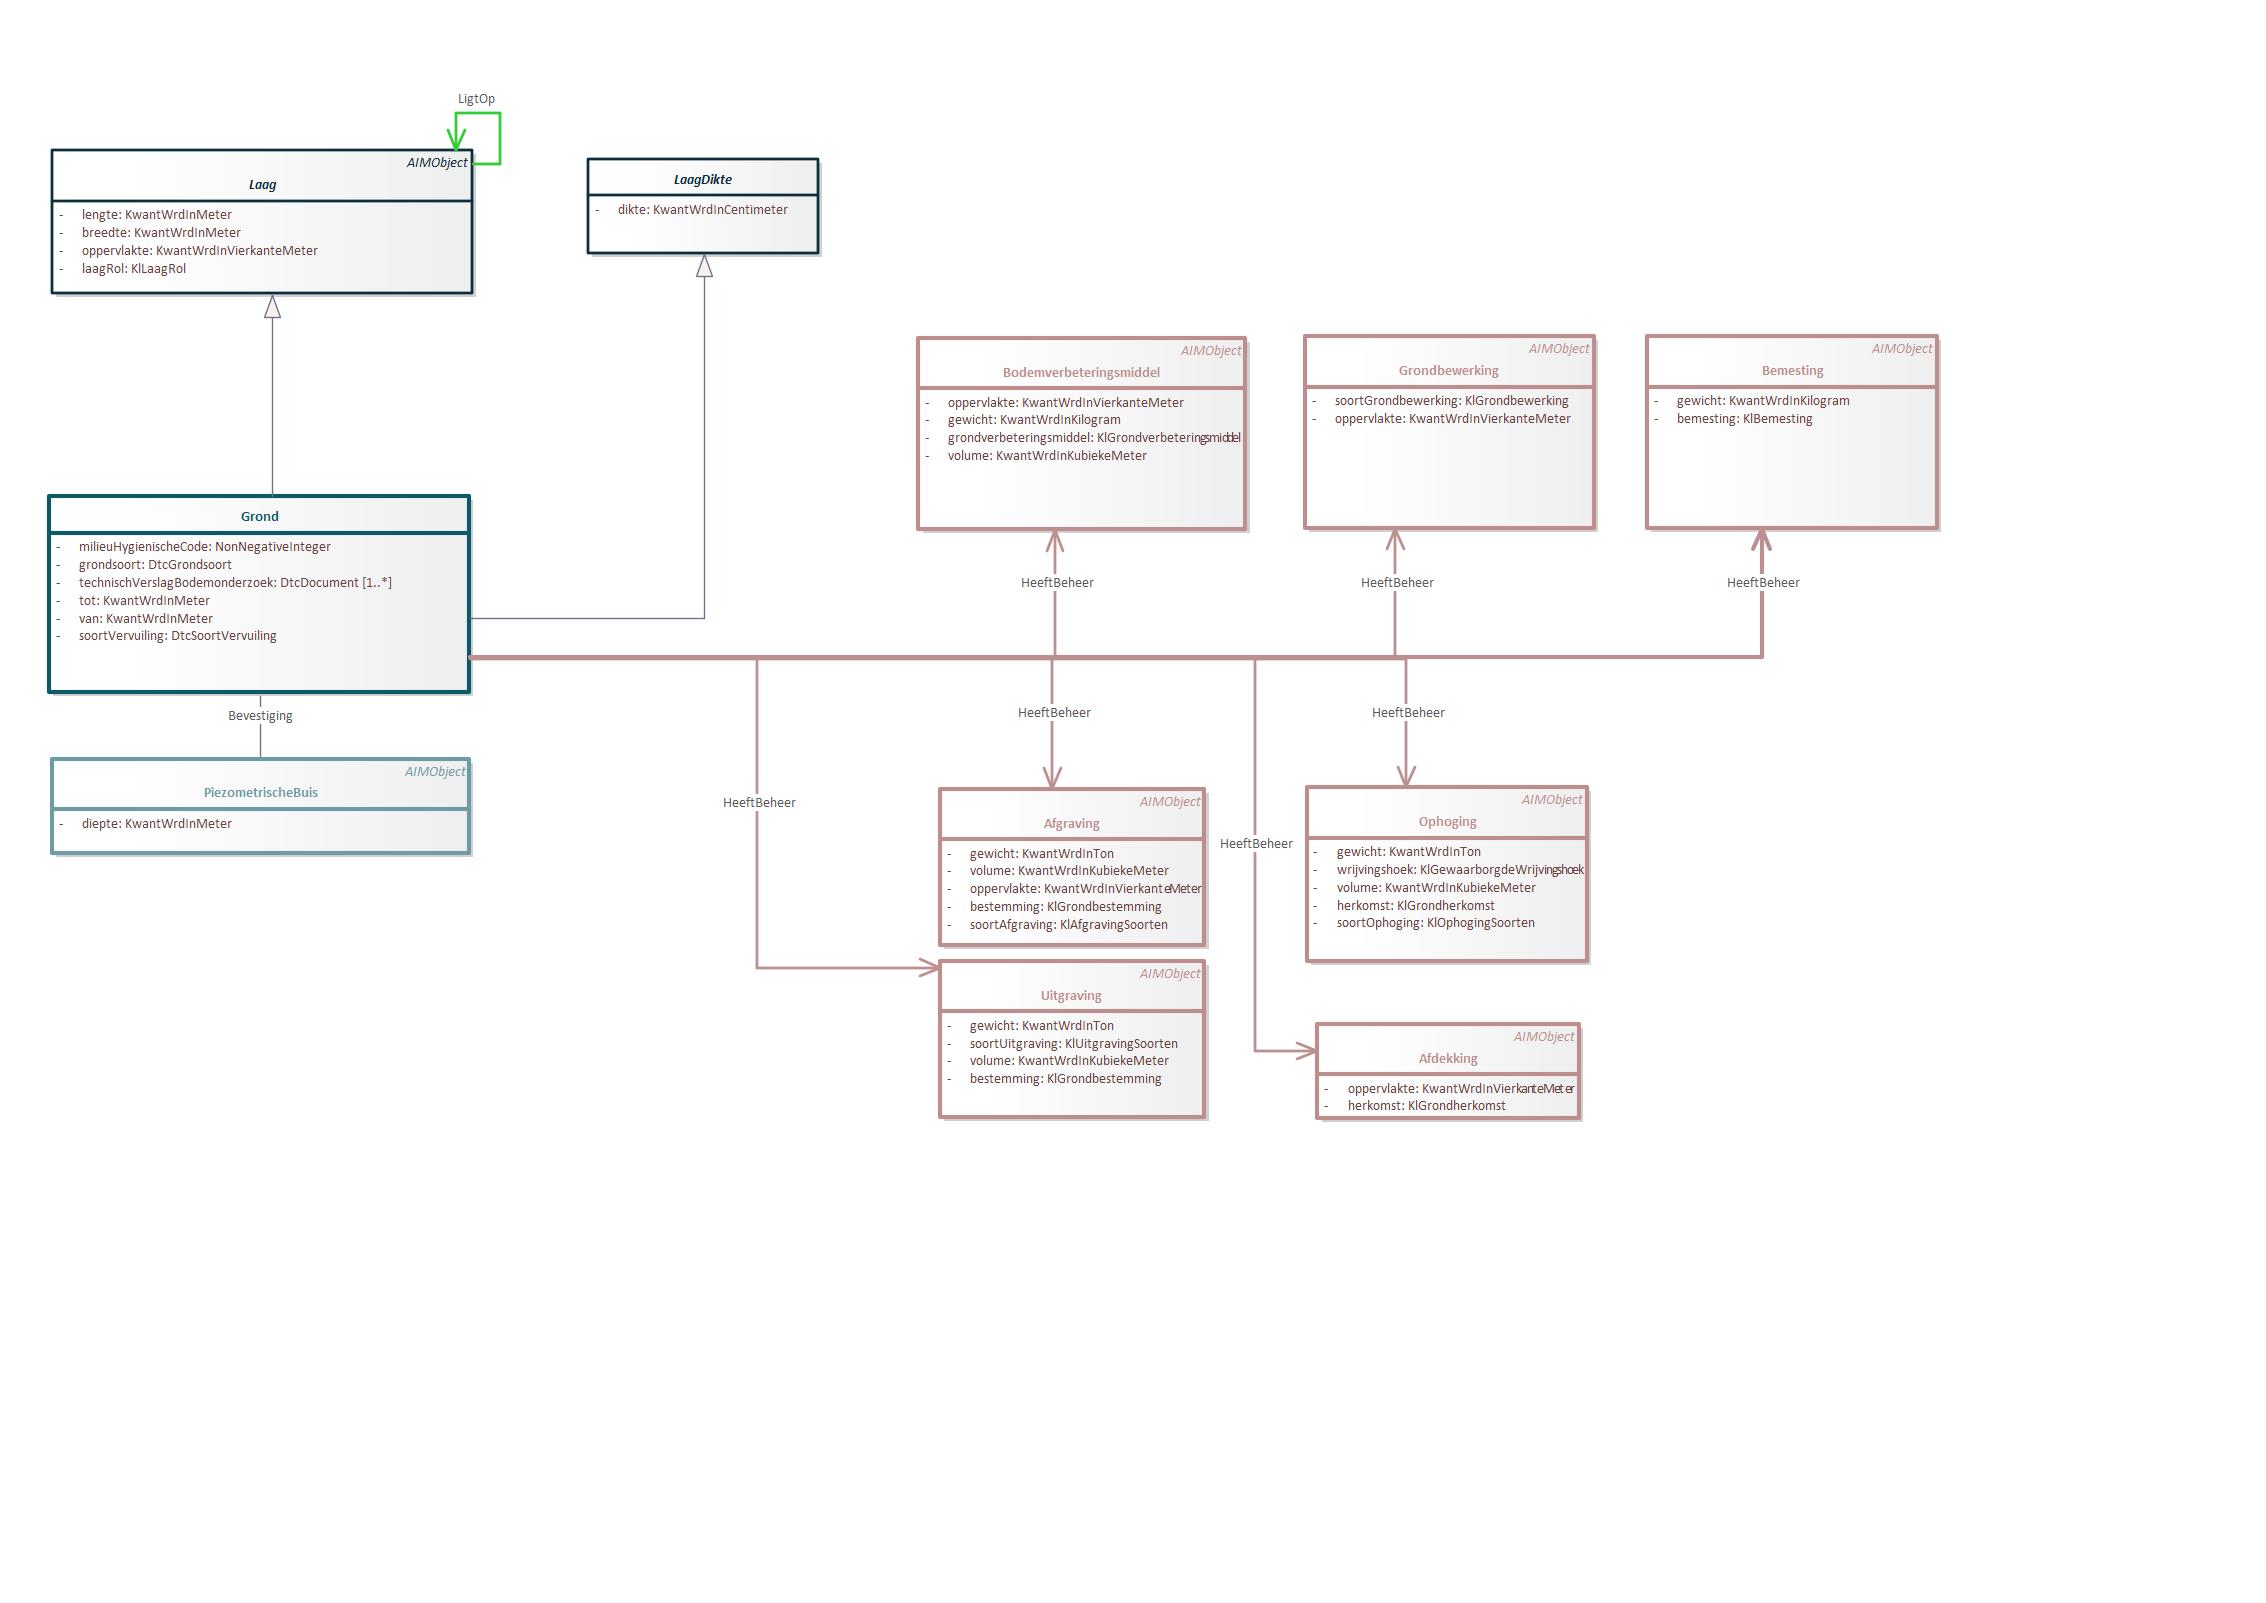 LigtOp
AIMObject
Laag
- lengte: KwantWrdInMeter
- breedte: KwantWrdInMeter
- oppervlakte: KwantWrdInVierkanteMeter
- laagRol: KlLaagRol
LaagDikte
- dikte: KwantWrdInCentimeter
AIMObject
Bodemverbeteringsmiddel
- oppervlakte: KwantWrdInVierkanteMeter
- gewicht: KwantWrdInKilogram
- grondverbeteringsmiddel: KlGrondverbeteringsmiddel
- volume: KwantWrdInKubiekeMeter
AIMObject
Grondbewerking
- soortGrondbewerking: KlGrondbewerking
- oppervlakte: KwantWrdInVierkanteMeter
AIMObject
Bemesting
- gewicht: KwantWrdInKilogram
- bemesting: KlBemesting
Grond
- milieuHygienischeCode: NonNegativeInteger
- grondsoort: DtcGrondsoort
- technischVerslagBodemonderzoek: DtcDocument [1..*]
- tot: KwantWrdInMeter
- van: KwantWrdInMeter
- soortVervuiling: DtcSoortVervuiling
HeeftBeheer
HeeftBeheer
HeeftBeheer
Bevestiging
HeeftBeheer
HeeftBeheer
AIMObject
PiezometrischeBuis
- diepte: KwantWrdInMeter
HeeftBeheer
HeeftBeheer
AIMObject
Afgraving
- gewicht: KwantWrdInTon
- volume: KwantWrdInKubiekeMeter
- oppervlakte: KwantWrdInVierkanteMeter
- bestemming: KlGrondbestemming
- soortAfgraving: KlAfgravingSoorten
AIMObject
Ophoging
- gewicht: KwantWrdInTon
- wrijvingshoek: KlGewaarborgdeWrijvingshoek
- volume: KwantWrdInKubiekeMeter
- herkomst: KlGrondherkomst
- soortOphoging: KlOphogingSoorten
AIMObject
Uitgraving
- gewicht: KwantWrdInTon
- soortUitgraving: KlUitgravingSoorten
- volume: KwantWrdInKubiekeMeter
- bestemming: KlGrondbestemming
AIMObject
Afdekking
- oppervlakte: KwantWrdInVierkanteMeter
- herkomst: KlGrondherkomst